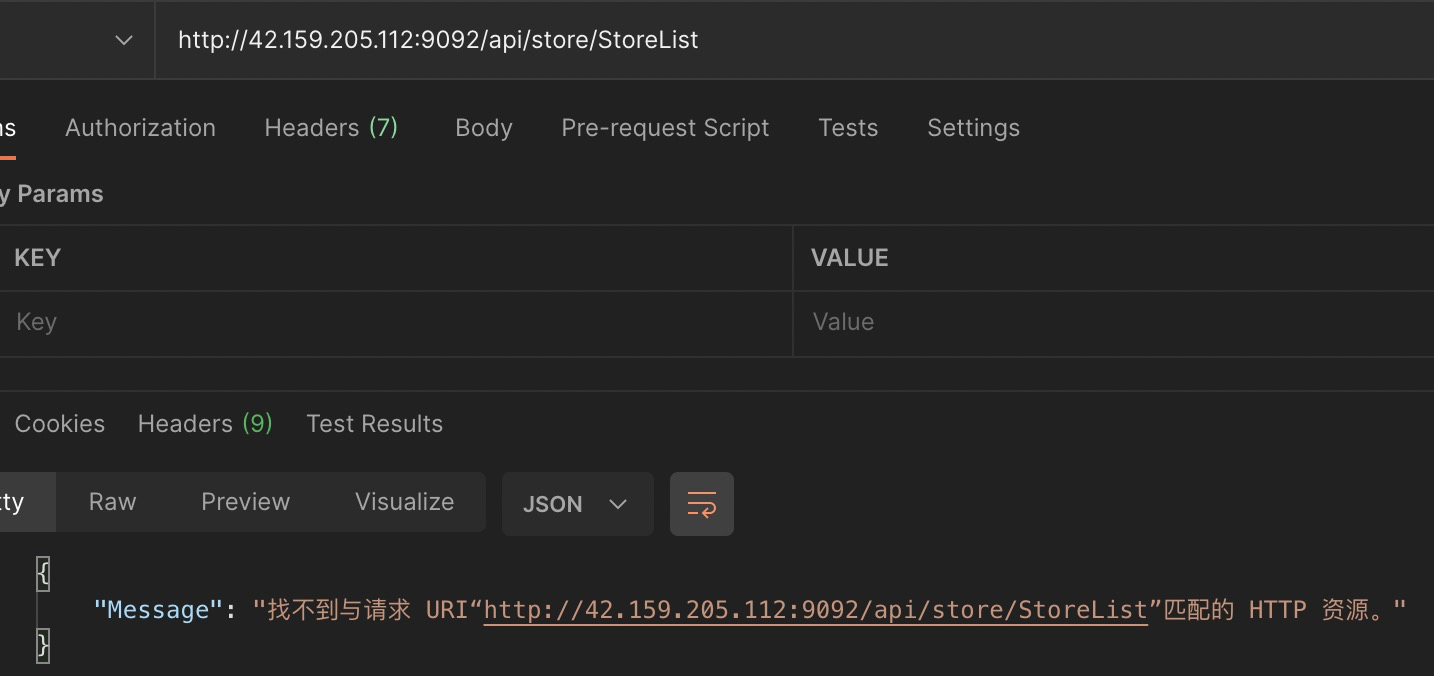 http://42.159.205.112:9092/api/store/StoreList
Authorization Headers (7) Body Pre-request Script Tests Settings
Params
KEY VALUE
Key Value
Cookies Headers (9) Test Results
Raw Preview Visualize JSON
{
"Message": "找不到与请求 URI“http://42.159.205.112:9092/api/store/StoreList”匹配的 HTTP 资源。"
}